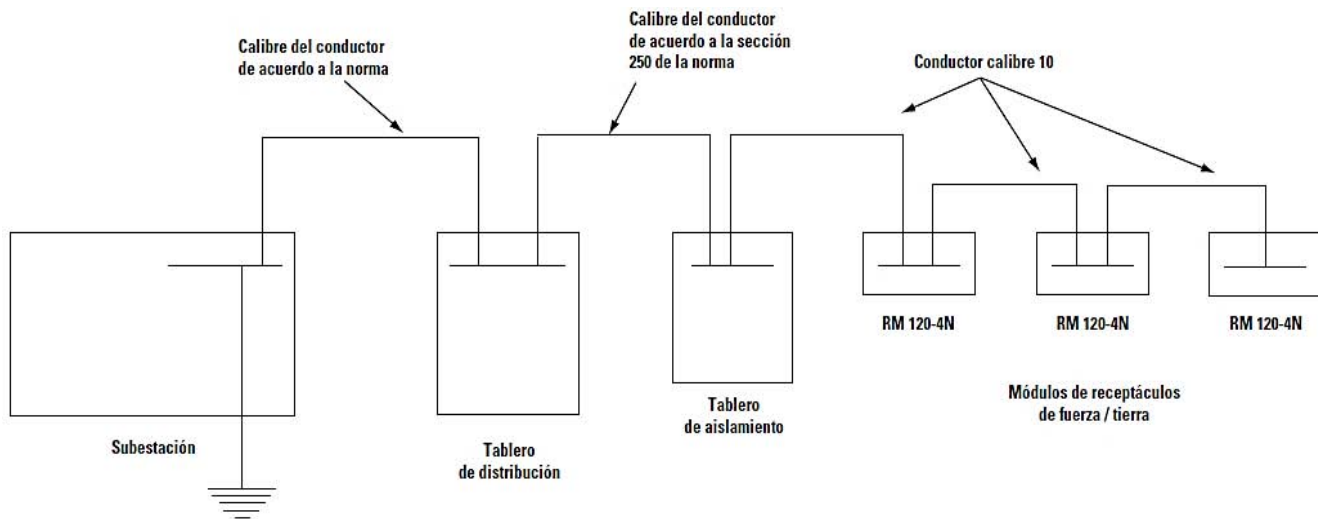 Calibre del conductor
de acuerdo a la norma
Calibre del conductor
de acuerdo a la sección
250 de la norma
Conductor calibre 10
Subestación
Tablero
de distribución
Tablero
de aislamiento
RM 120-4N
RM 120-4N
RM 120-4N
Módulos de receptáculos
de fuerza / tierra